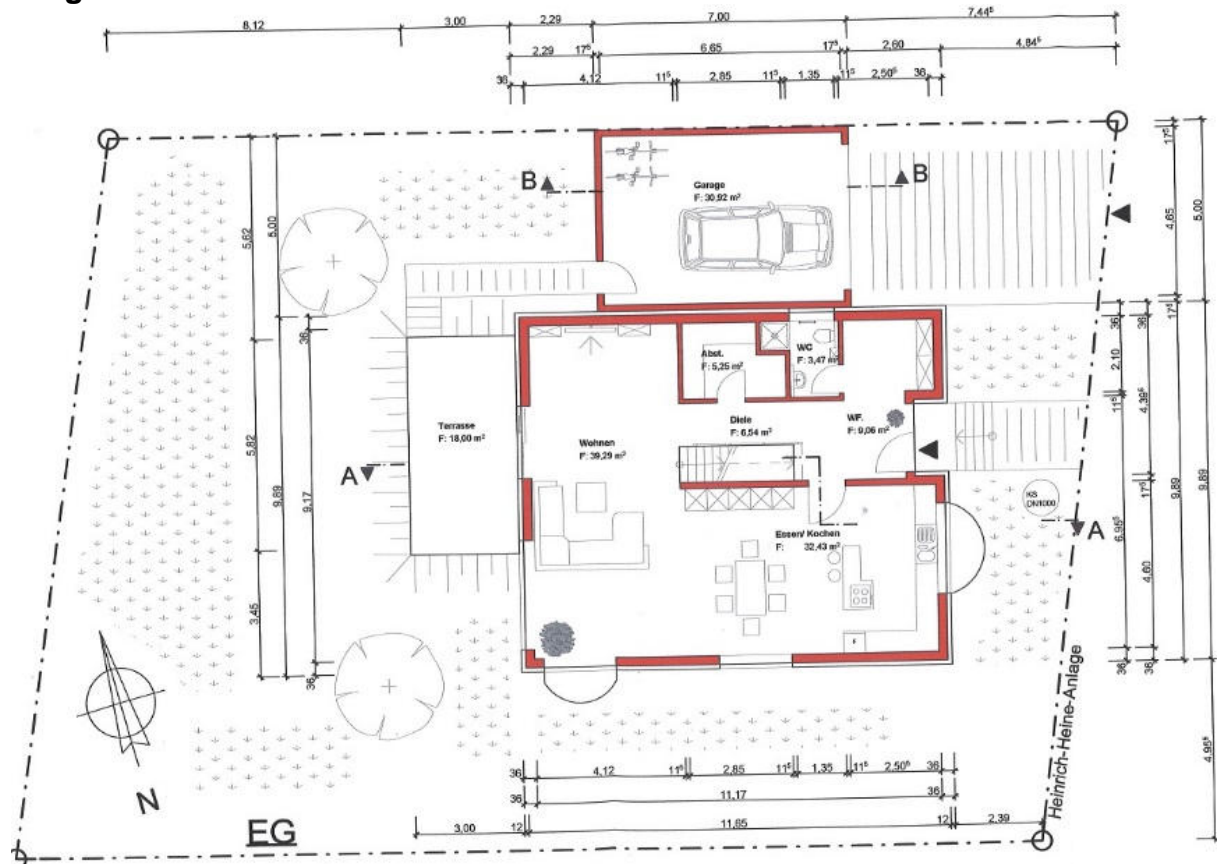 8,12 3,00 2,29 7,00 7,44⁵
2,29 17⁵ 6,65 17⁵ 2,60 4,84⁵
36 4,12 11⁵ 2,85 11⁵ 1,35 11⁵ 2,50⁵ 36
B
B
Garage
F: 30,92 m²
5,62
5,00
17⁵
4,65
5,00
17⁵
36
36
36
2,10
WC
F: 3,47 m²
Abst.
F: 5,25 m²
11⁵
4,39⁵
Terrasse
F: 18,00 m²
Diele
F: 6,54 m²
WF.
F: 9,06 m²
Wohnen
F: 39,29 m²
5,82
9,89
9,17
A
17⁵
6,95⁵
9,89
KS
DN1000
A
Essen/ Kochen
F: 32,43 m²
4,60
3,45
36
36
36
Heinrich-Heine-Anlage
4,95⁵
N
EG
36 4,12 11⁵ 2,85 11⁵ 1,35 11⁵ 2,50⁵ 36
36 11,17 36
3,00 12 11,65 12 2,39